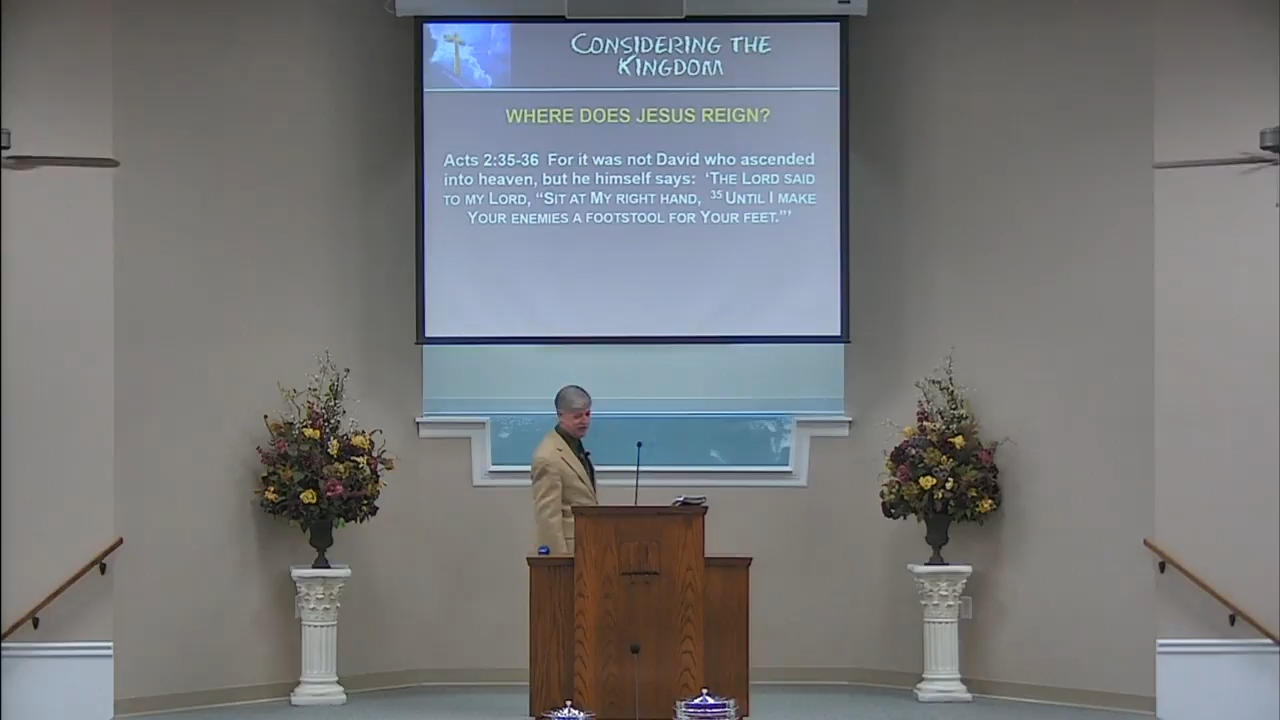 CONSIDERING THE
KINGDOM
WHERE DOES JESUS REIGN?
Acts 2:35-36 For it was not David who ascended
into heaven, but he himself says: ‘THE LORD SAID
TO MY LORD, “SIT AT MY RIGHT HAND, 35 UNTIL I MAKE
YOUR ENEMIES A FOOTSTOOL FOR YOUR FEET.”’